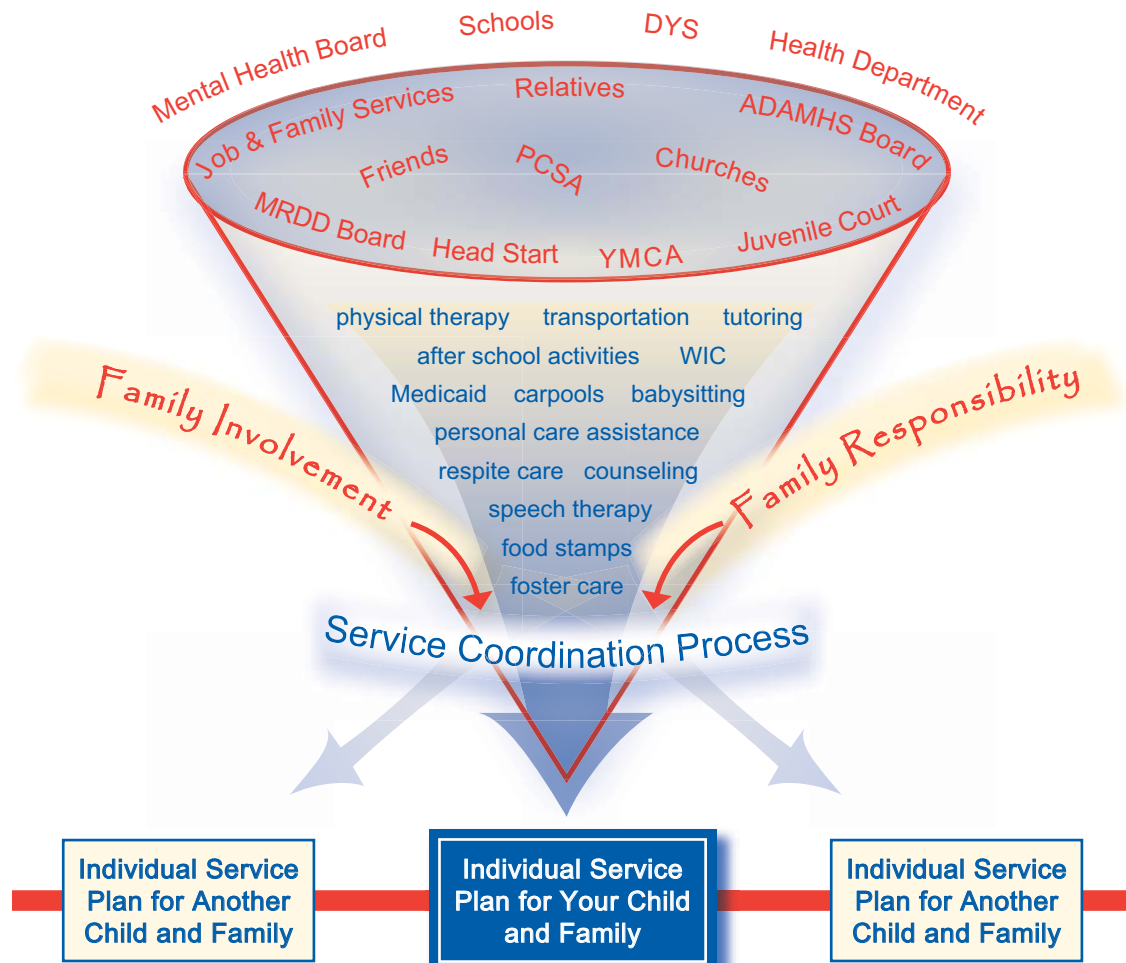 Mental Health Board
Schools
DYS
Health Department
Job & Family Services
Relatives
ADAMHS Board
Friends
PCSA
Churches
MRDD Board
Head Start
YMCA
Juvenile Court
physical therapy transportation tutoring
after school activities WIC
Medicaid carpools babysitting
personal care assistance
respite care counseling
speech therapy
food stamps
foster care
Family Involvement
Family Responsibility
Service Coordination Process
Individual Service
Plan for Another
Child and Family
Individual Service
Plan for Your Child
and Family
Individual Service
Plan for Another
Child and Family